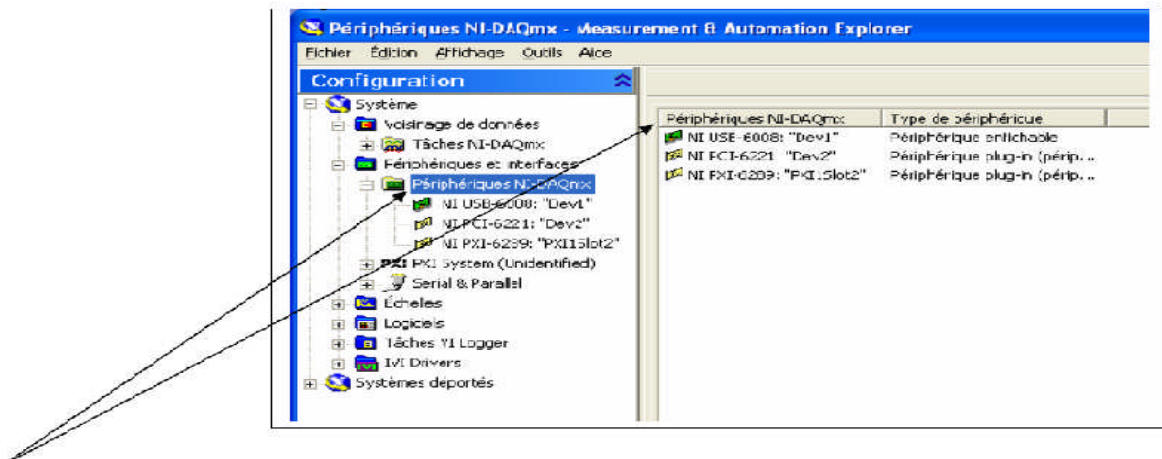 Périphériques NI-DAQmx - Measurement & Automation Explorer
Fichier Édition Affichage Outils Aide
Configuration
Système
Voisinage de données
Tâches NI-DAQmx
Périphériques et interfaces
Périphériques NI-DAQmx
NI USB-6008: "Dev1"
NI PCI-6221: "Dev2"
NI PXI-6289: "PXI1Slot2"
PXI PXI System (Unidentified)
Serial & Parallel
Échelles
Logiciels
Tâches VI Logger
IVI Drivers
Systèmes déportés
Périphériques NI-DAQmx Type de périphérique
NI USB-6008: "Dev1" Périphérique enfichable
NI PCI-6221: "Dev2" Périphérique plug-in (périp...
NI PXI-6289: "PXI1Slot2" Périphérique plug-in (périp...